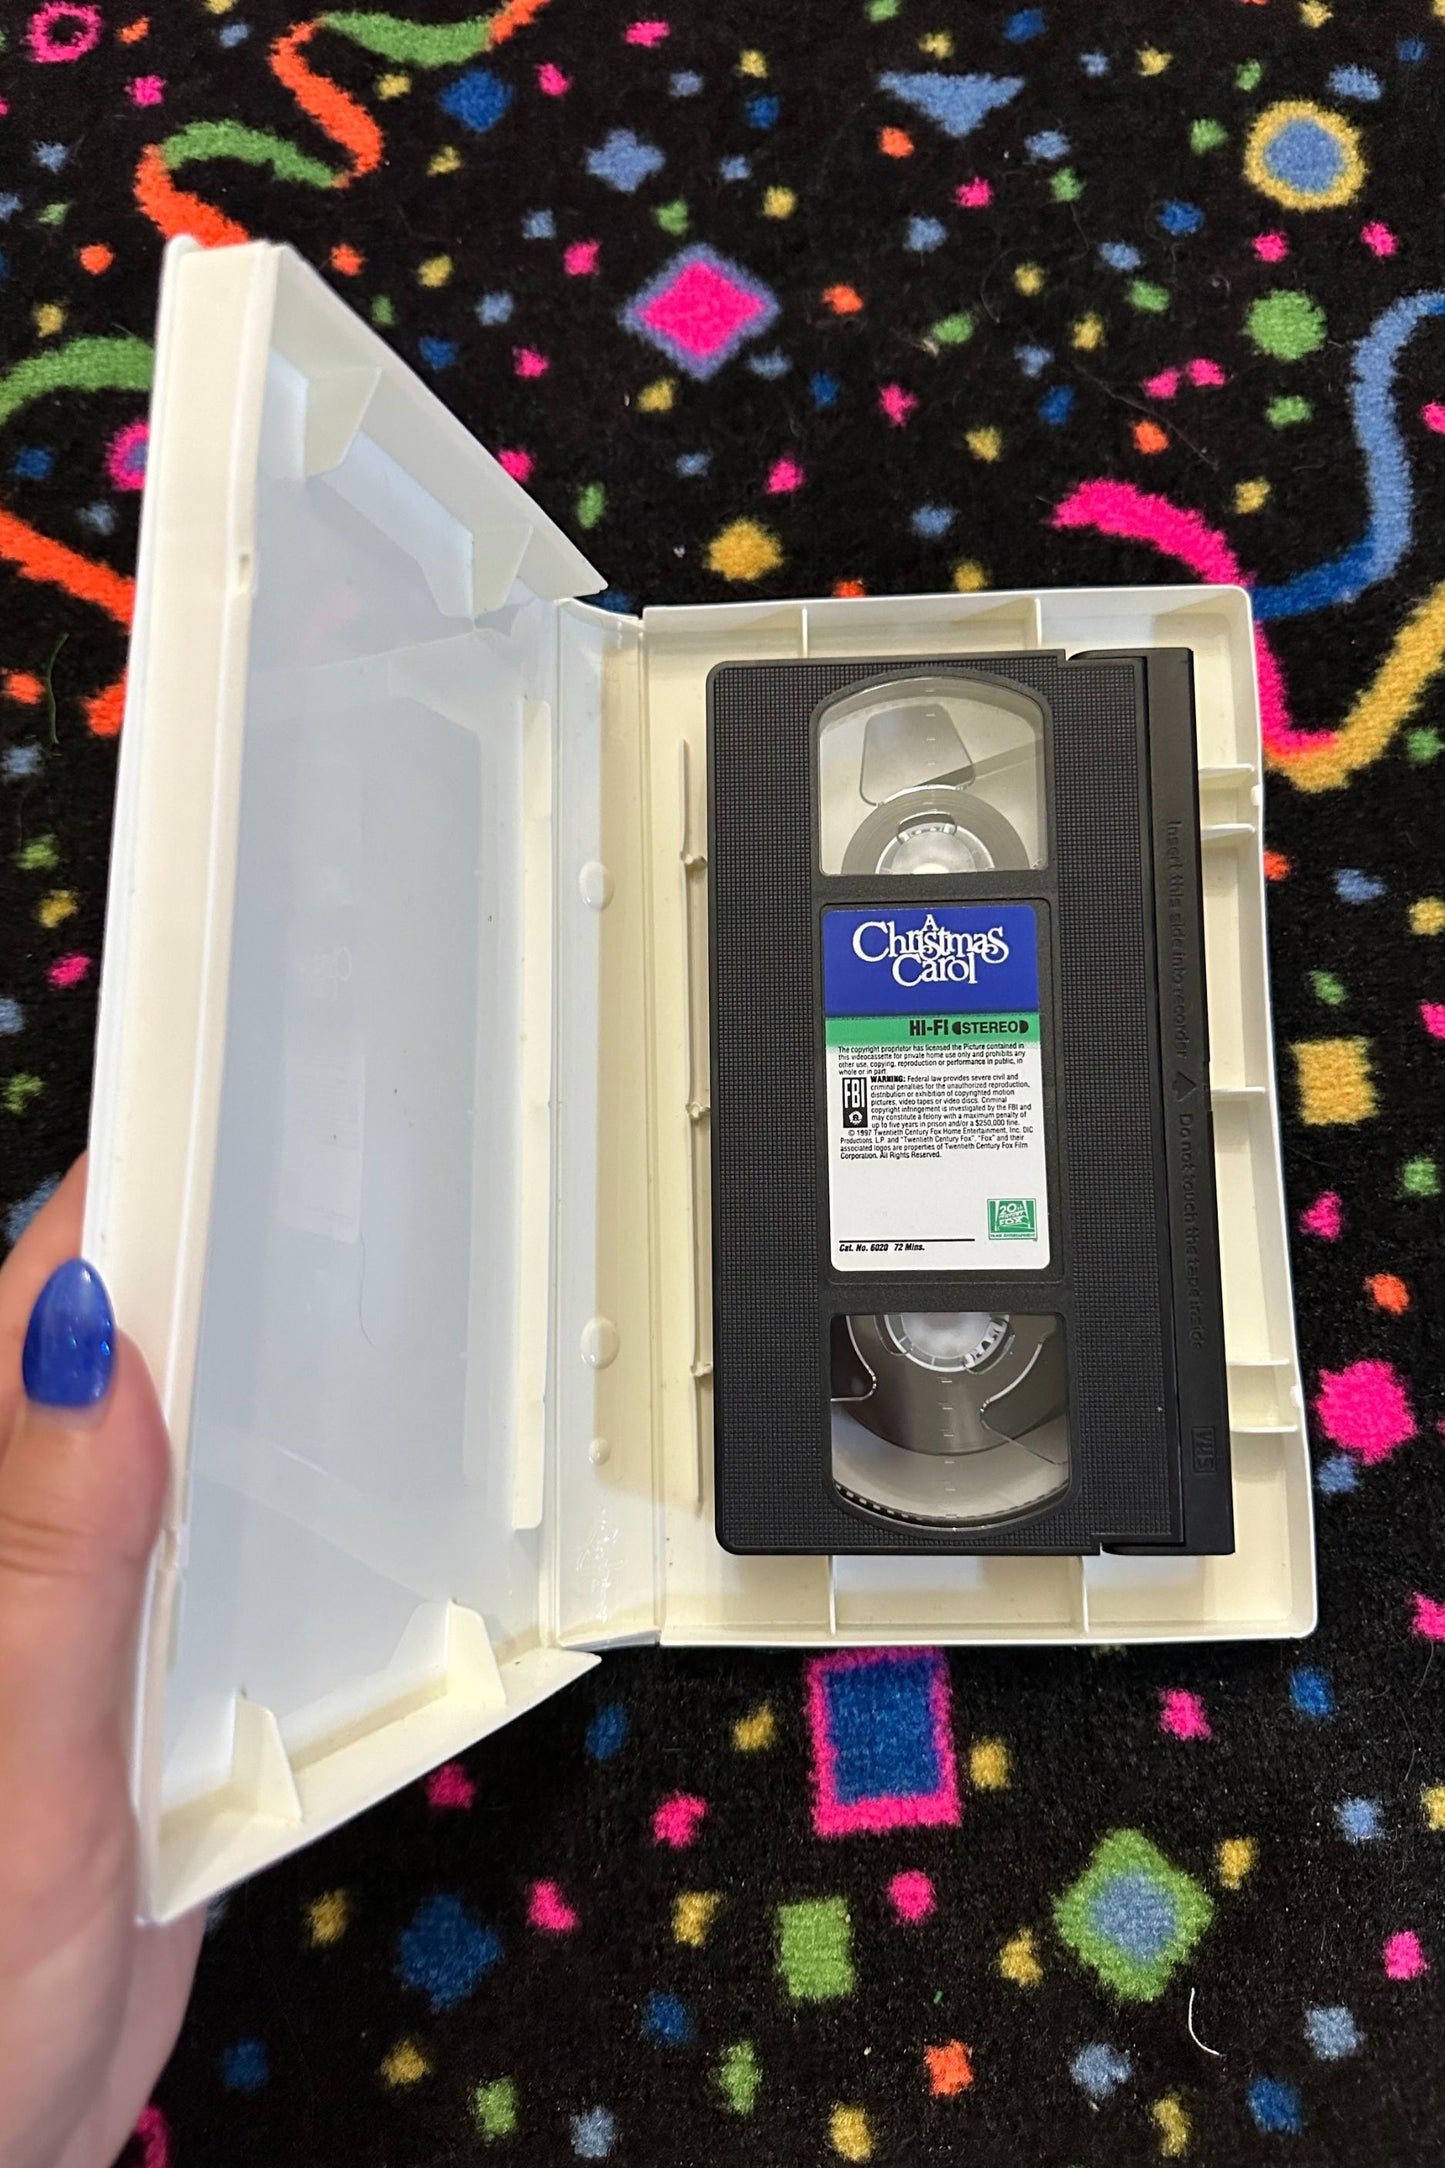 A
Christmas
Carol
HI-FI STEREO
The copyright proprietor has licensed the Picture contained in
this videocassette for private home use only and prohibits any
other use, copying, reproduction or performance in public, in
whole or in part.
FBI
WARNING: Federal law provides severe civil and
criminal penalties for the unauthorized reproduction,
distribution or exhibition of copyrighted motion
pictures, video tapes or video discs. Criminal
copyright infringement is investigated by the FBI and
may constitute a felony with a maximum penalty of
up to five years in prison and/or a $250,000 fine.
© 1997 Twentieth Century Fox Home Entertainment, Inc. DIC
Productions, L.P. and "Twentieth Century Fox", "Fox" and their
associated logos are properties of Twentieth Century Fox Film
Corporation. All Rights Reserved.
20th
CENTURY
FOX
HOME ENTERTAINMENT
Cat. No. 6020 72 Mins.
Insert this side into recorder △ Do not touch the tape inside
VHS